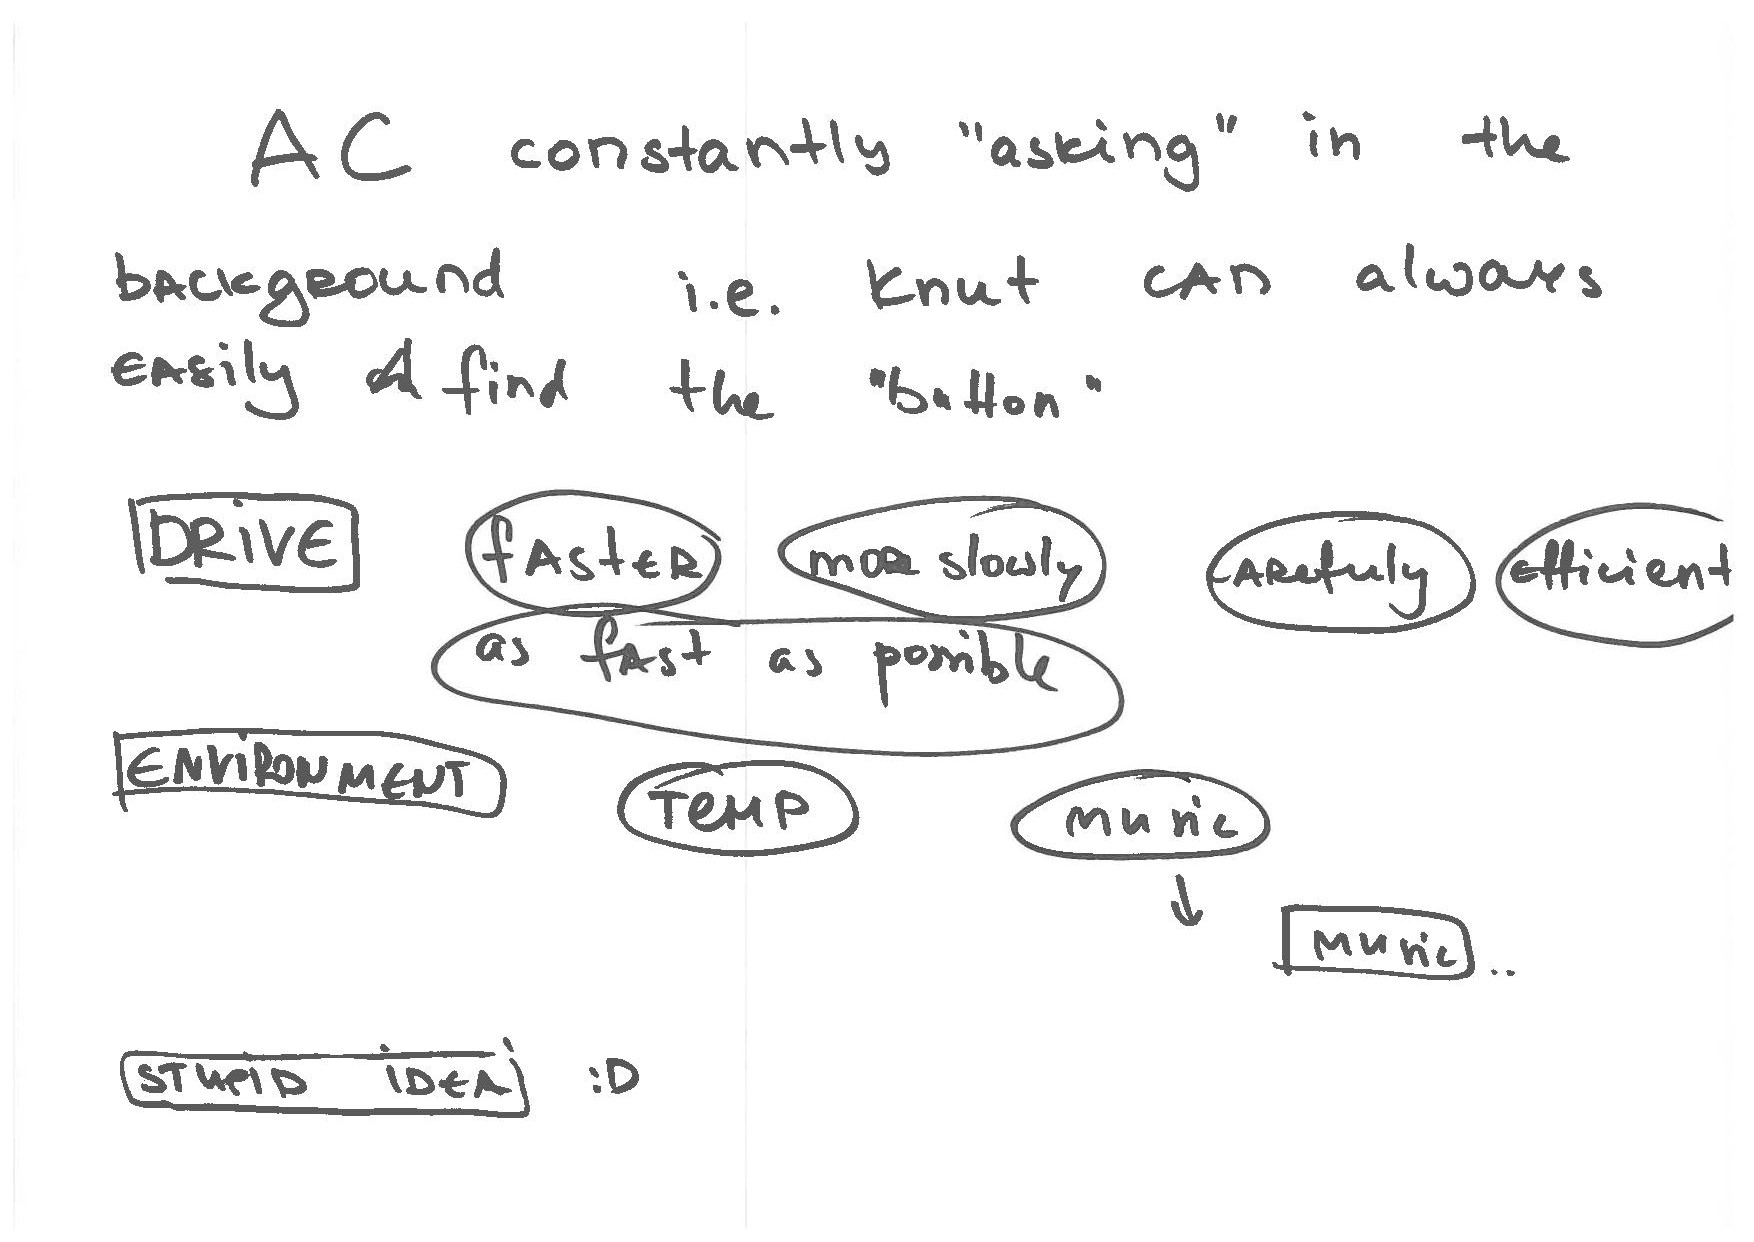 AC constantly "asking" in the
background i.e. Knut can always
easily find the "button"
DRIVE faster more slowly carefuly efficient
as fast as possible
ENVIRONMENT TEMP music
music ..
STUPID IDEA :D